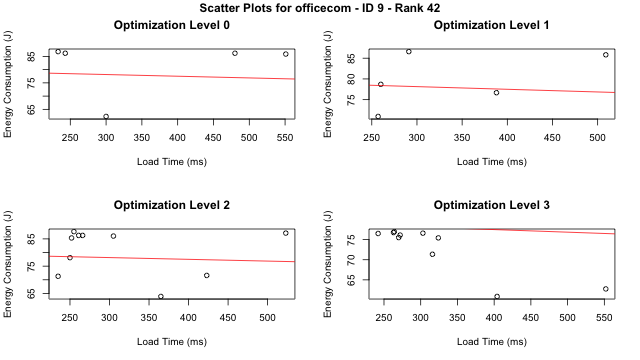 Scatter Plots for officecom - ID 9 - Rank 42
Optimization Level 0
Energy Consumption (J)
65 75 85
200 250 300 350 400 450 500 550
Load Time (ms)
Optimization Level 1
Energy Consumption (J)
75 80 85
250 300 350 400 450 500
Load Time (ms)
Optimization Level 2
Energy Consumption (J)
65 75 85
250 300 350 400 450 500
Load Time (ms)
Optimization Level 3
Energy Consumption (J)
65 70 75
250 300 350 400 450 500 550
Load Time (ms)